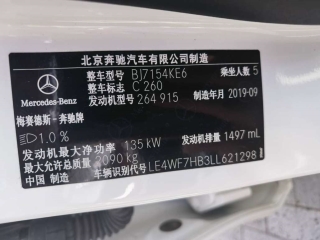 北京奔驰汽车有限公司制造
整车型号 BJ7154KE6 乘坐人数 5
整车标志 C 260
发动机型号 264 915 制造年月 2019-09
Mercedes-Benz
梅赛德斯-奔驰牌
1.0 %
发动机最大净功率 135 kW 发动机排量 1497 mL
最大允许总质量 2090 kg
中国 制造 车辆识别代号 LE4WF7HB3LL621298